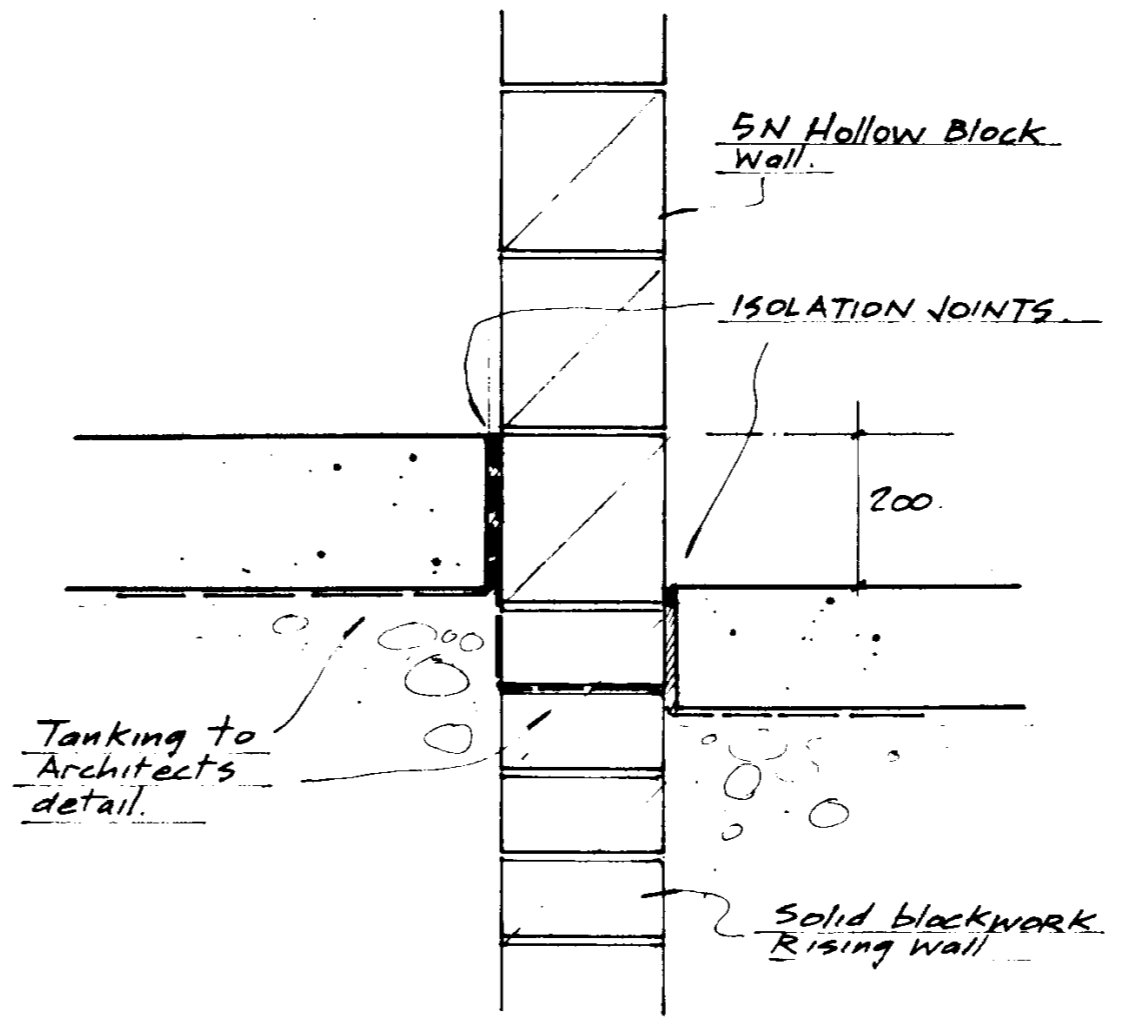 5N Hollow Block
Wall.
ISOLATION JOINTS.
200.
Tanking to
Architects
detail.
Solid blockWORK
Rising Wall